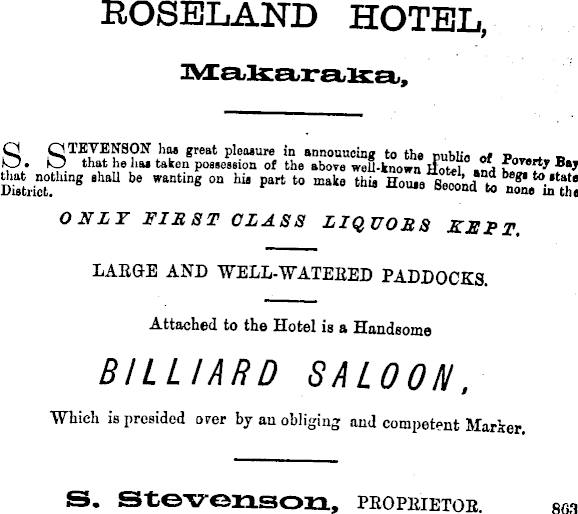 ROSELAND HOTEL,
Makaraka,
S. STEVENSON has great pleasure in announcing to the public of Poverty Bay
that he has taken possession of the above well-known Hotel, and begs to state
that nothing shall be wanting on his part to make this House Second to none in the
District.
ONLY FIRST CLASS LIQUORS KEPT.
LARGE AND WELL-WATERED PADDOCKS.
Attached to the Hotel is a Handsome
BILLIARD SALOON,
Which is presided over by an obliging and competent Marker.
S. Stevenson, PROPRIETOR. 863